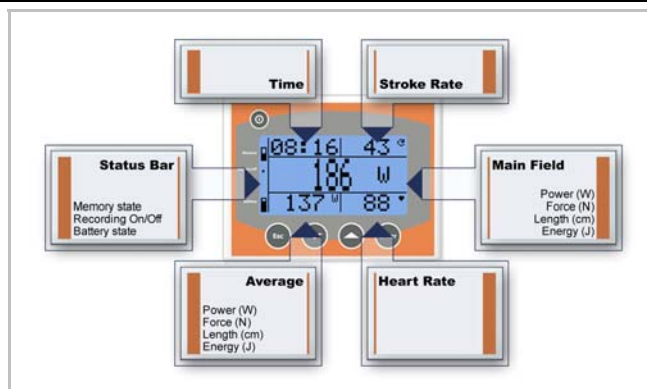 Time
Stroke Rate
08:16
43
186 W
137 W
88
Status Bar
Memory state
Recording On/Off
Battery state
Main Field
Power (W)
Force (N)
Length (cm)
Energy (J)
Esc
Average
Power (W)
Force (N)
Length (cm)
Energy (J)
Heart Rate